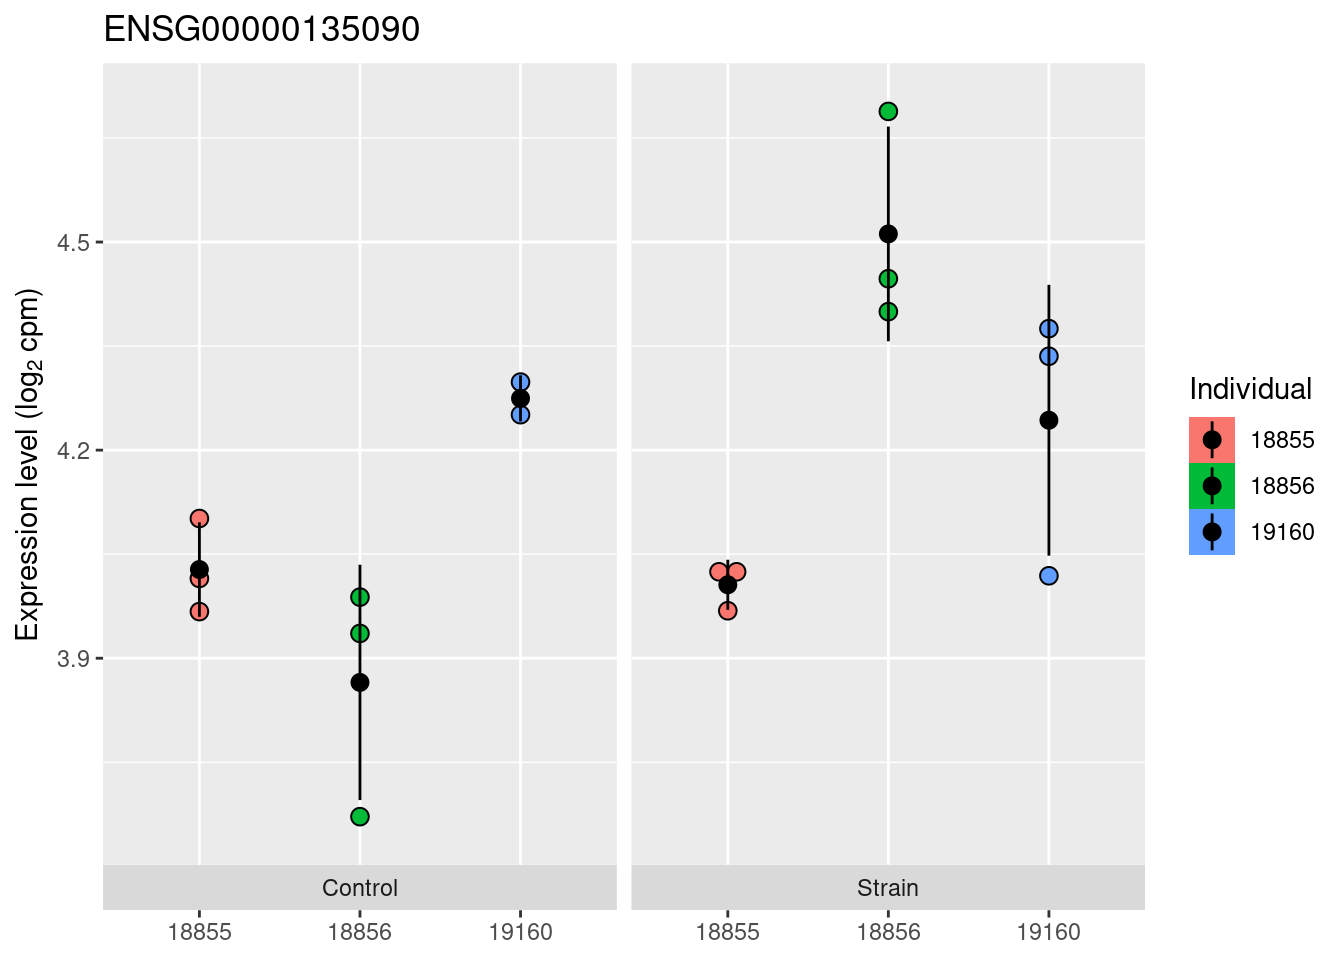 ENSG00000135090
Expression level (log₂ cpm)
4.5
4.2
3.9
Control
Strain
18855
18856
19160
18855
18856
19160
Individual
18855
18856
19160